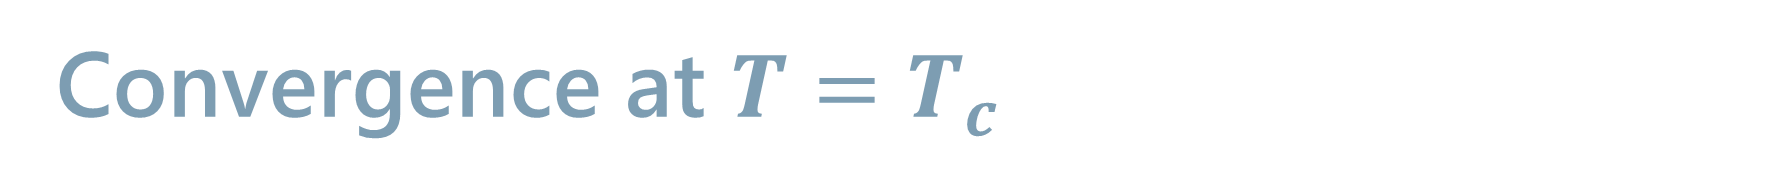 Convergence at $T = T_c$